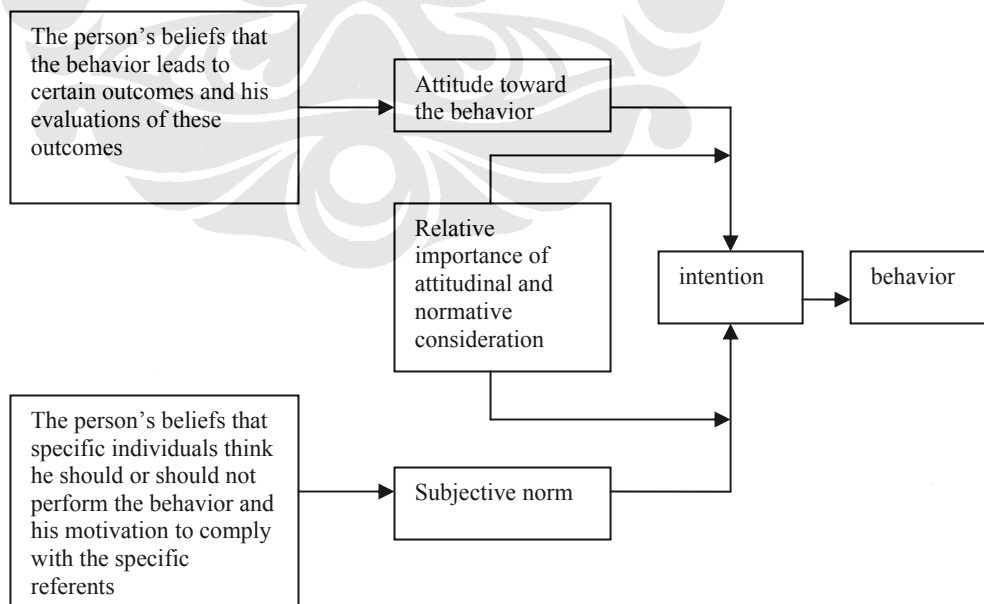 The person’s beliefs that
the behavior leads to
certain outcomes and his
evaluations of these
outcomes
Attitude toward
the behavior
Relative
importance of
attitudinal and
normative
consideration
intention
behavior
The person’s beliefs that
specific individuals think
he should or should not
perform the behavior and
his motivation to comply
with the specific
referents
Subjective norm